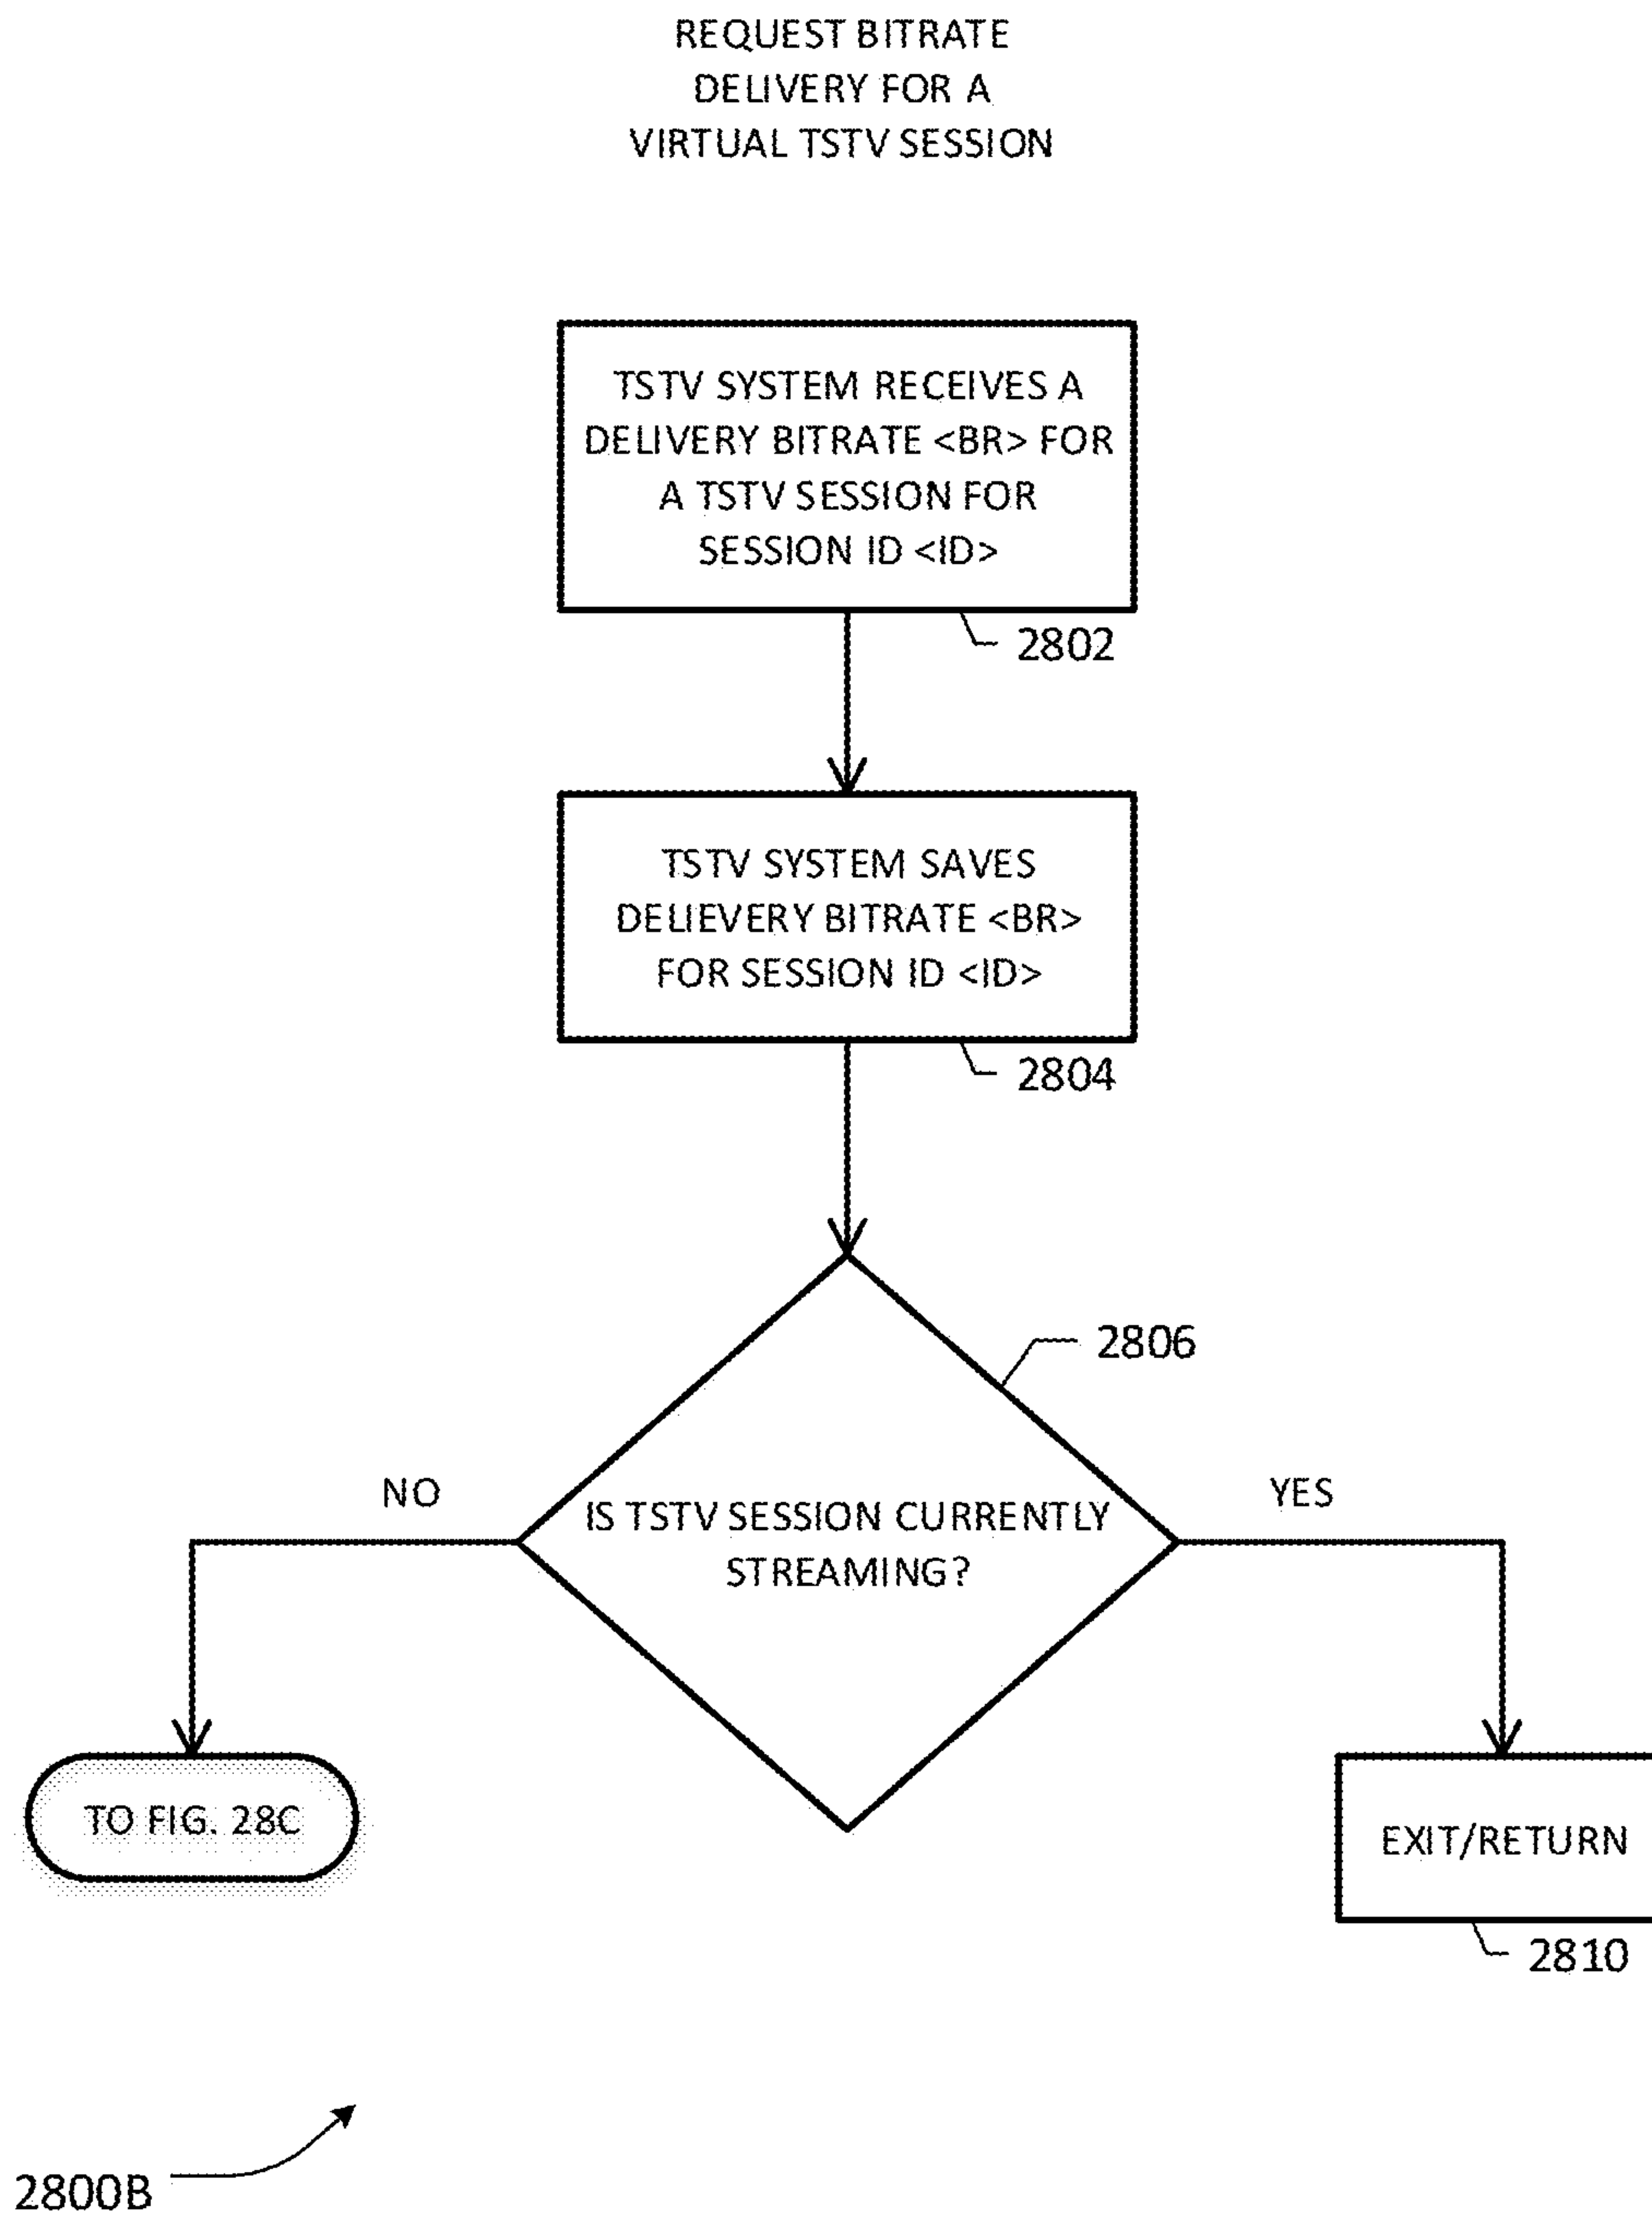 REQUEST BITRATE
DELIVERY FOR A
VIRTUAL TSTV SESSION
TSTV SYSTEM RECEIVES A
DELIVERY BITRATE <BR> FOR
A TSTV SESSION FOR
SESSION ID <ID>
2802
TSTV SYSTEM SAVES
DELIEVERY BITRATE <BR>
FOR SESSION ID <ID>
2804
2806
NO
IS TSTV SESSION CURRENTLY
STREAMING?
YES
TO FIG. 28C
EXIT/RETURN
2810
2800B